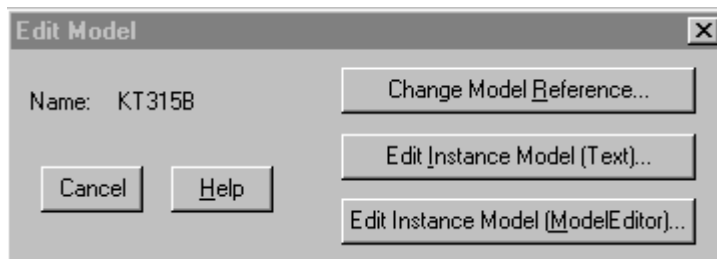 Edit Model
Name: KT315B
Change Model Reference...
Edit Instance Model (Text)...
Cancel
Help
Edit Instance Model (ModelEditor)...